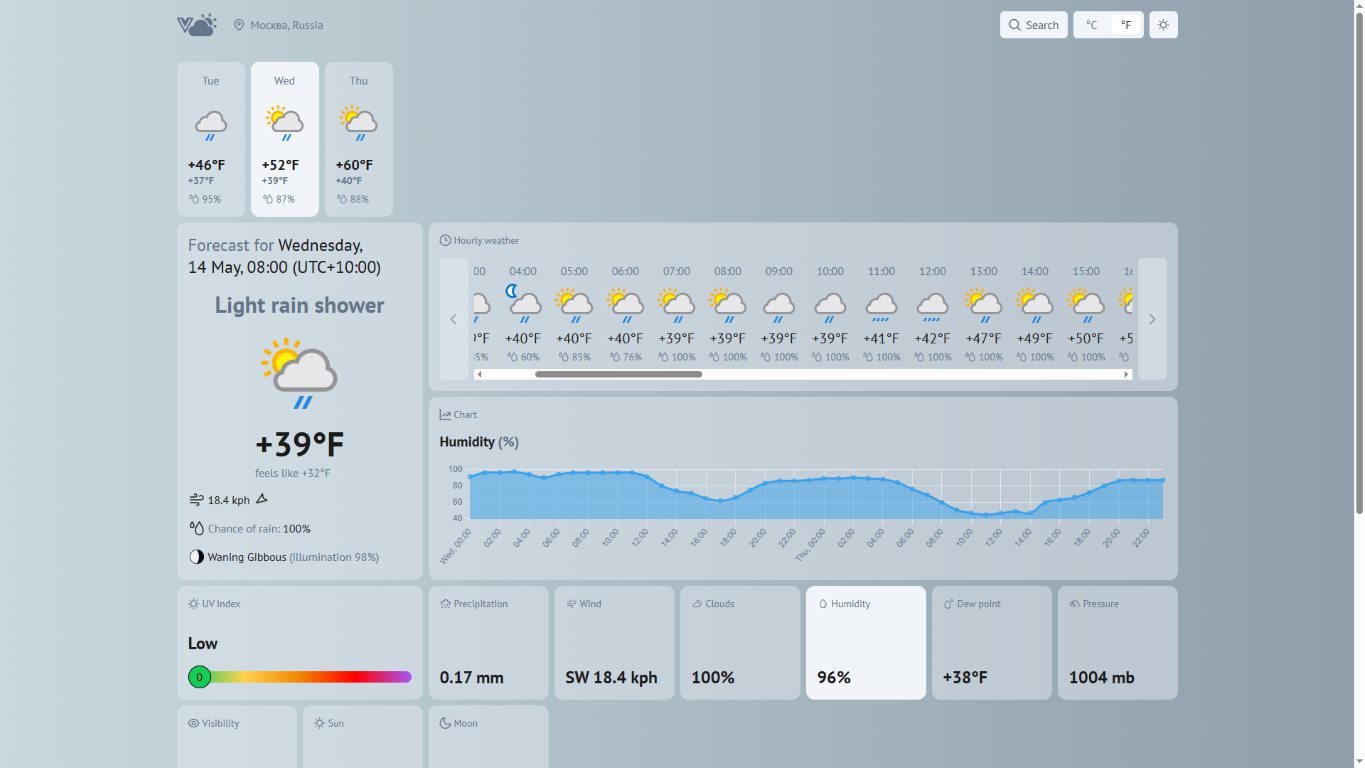 Москва, Russia
Search
°C
°F
Tue
Wed
Thu
+46°F
+52°F
+60°F
+37°F
+39°F
+40°F
95%
87%
88%
Forecast for Wednesday,
14 May, 08:00 (UTC+10:00)
Light rain shower
+39°F
feels like +32°F
18.4 kph
Chance of rain: 100%
Waning Gibbous (illumination 98%)
Hourly weather
:00 04:00 05:00 06:00 07:00 08:00 09:00 10:00 11:00 12:00 13:00 14:00 15:00
°F +40°F +40°F +40°F +39°F +39°F +39°F +39°F +41°F +42°F +47°F +49°F +50°F +5
5% 60% 85% 76% 100% 100% 100% 100% 100% 100% 100% 100% 100%
Chart
Humidity (%)
100
80
60
40
Wed, 00:00 02:00 04:00 06:00 08:00 10:00 12:00 14:00 16:00 18:00 20:00 22:00 Thu, 00:00 02:00 04:00 06:00 08:00 10:00 12:00 14:00 16:00 18:00 20:00 22:00
UV Index
Low
0
Precipitation
0.17 mm
Wind
SW 18.4 kph
Clouds
100%
Humidity
96%
Dew point
+38°F
Pressure
1004 mb
Visibility
Sun
Moon